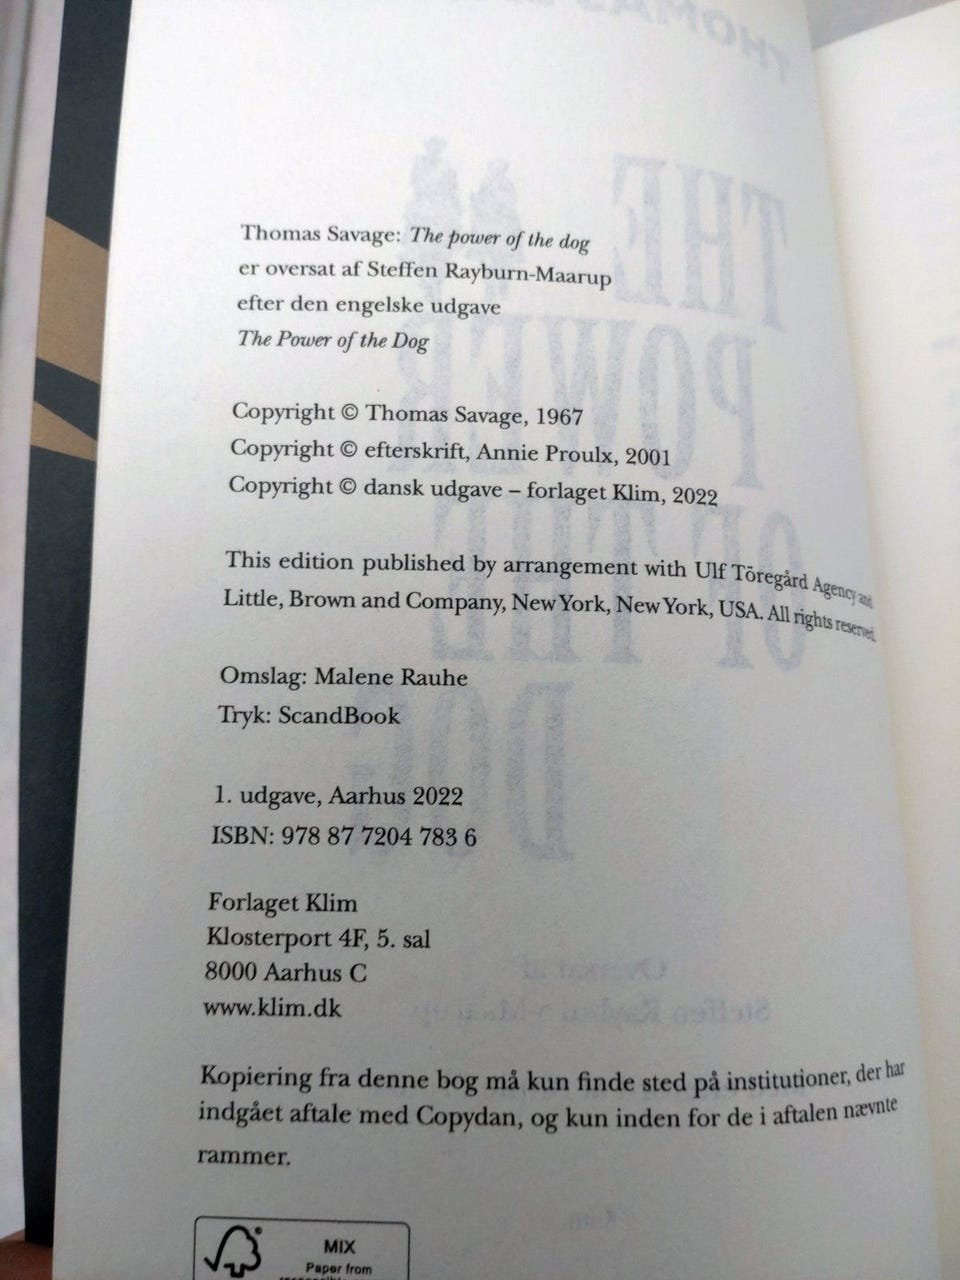 Thomas Savage: The power of the dog
er oversat af Steffen Rayburn-Maarup
efter den engelske udgave
The Power of the Dog
Copyright © Thomas Savage, 1967
Copyright © efterskrift, Annie Proulx, 2001
Copyright © dansk udgave – forlaget Klim, 2022
This edition published by arrangement with Ulf Töregård Agency and
Little, Brown and Company, New York, New York, USA. All rights reserved.
Omslag: Malene Rauhe
Tryk: ScandBook
1. udgave, Aarhus 2022
ISBN: 978 87 7204 783 6
Forlaget Klim
Klosterport 4F, 5. sal
8000 Aarhus C
www.klim.dk
Kopiering fra denne bog må kun finde sted på institutioner, der har
indgået aftale med Copydan, og kun inden for de i aftalen nævnte
rammer.
MIX
Paper from